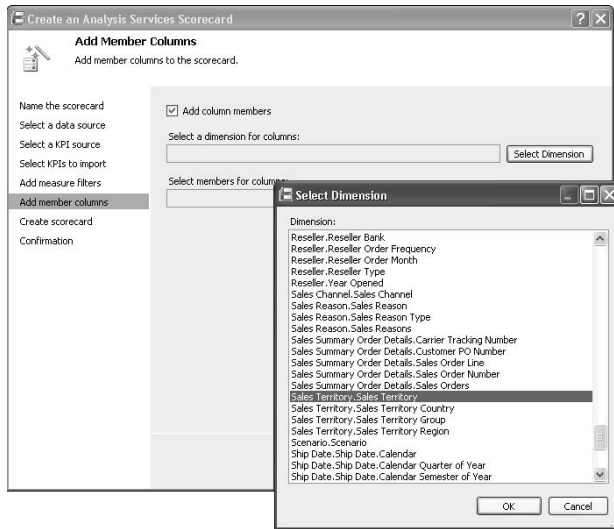 Create an Analysis Services Scorecard
Add Member Columns
Add member columns to the scorecard.
Name the scorecard
Select a data source
Select a KPI source
Select KPIs to import
Add measure filters
Add member columns
Create scorecard
Confirmation
Add column members
Select a dimension for columns:
Select Dimension
Select members for columns:
Select Dimension
Dimension:
Reseller.Reseller Bank
Reseller.Reseller Order Frequency
Reseller.Reseller Order Month
Reseller.Reseller Type
Reseller.Year Opened
Sales Channel.Sales Channel
Sales Reason.Sales Reason
Sales Reason.Sales Reason Type
Sales Reason.Sales Reasons
Sales Summary Order Details.Carrier Tracking Number
Sales Summary Order Details.Customer PO Number
Sales Summary Order Details.Sales Order Line
Sales Summary Order Details.Sales Order Number
Sales Summary Order Details.Sales Orders
Sales Territory.Sales Territory
Sales Territory.Sales Territory Country
Sales Territory.Sales Territory Group
Sales Territory.Sales Territory Region
Scenario.Scenario
Ship Date.Ship Date.Calendar
Ship Date.Ship Date.Calendar Quarter of Year
Ship Date.Ship Date.Calendar Semester of Year
OK
Cancel